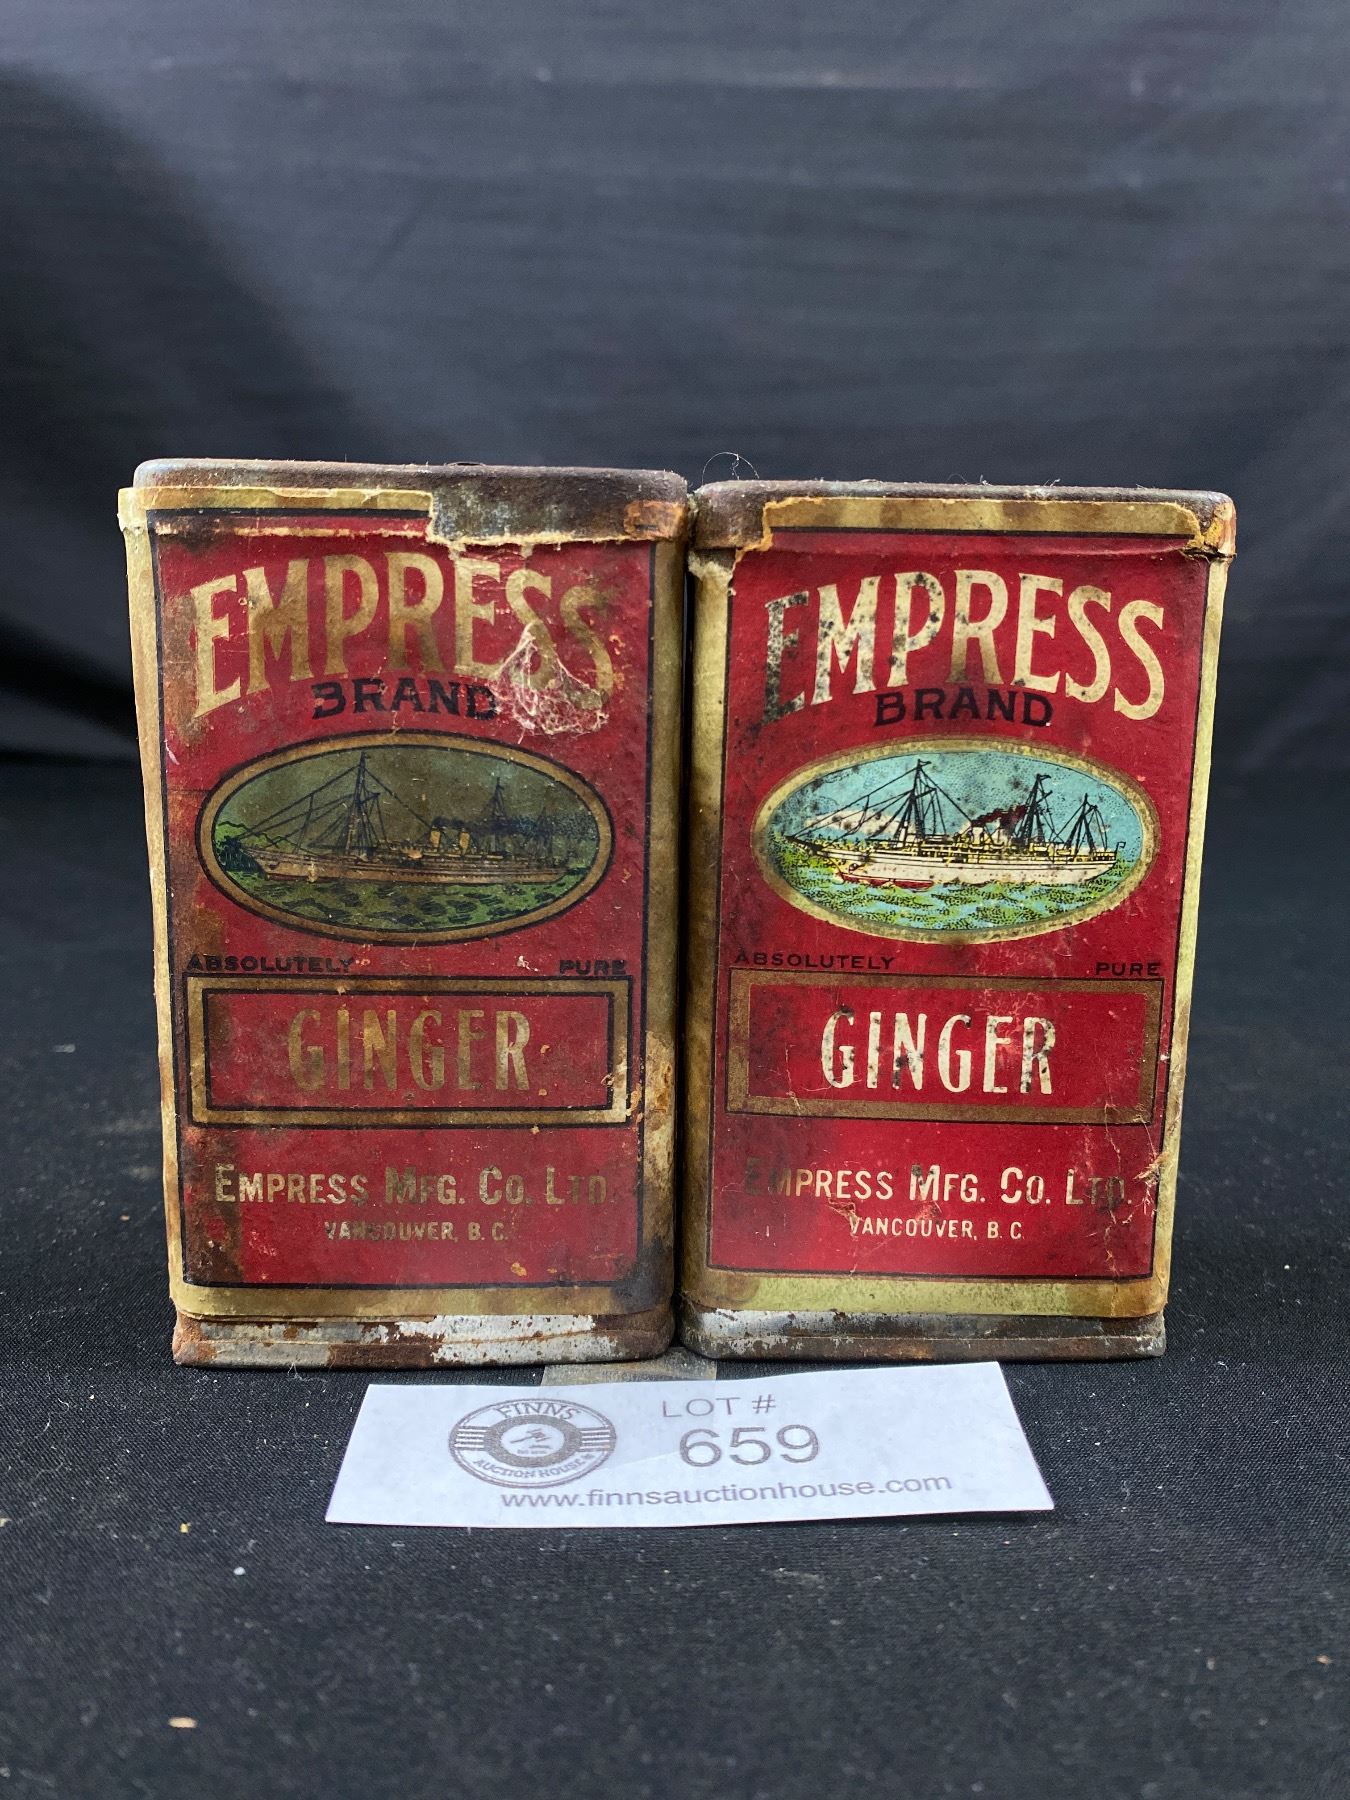 EMPRESS
BRAND
ABSOLUTELY PURE
GINGER
EMPRESS MFG. CO. LTD.
VANCOUVER, B.C.
EMPRESS
BRAND
ABSOLUTELY PURE
GINGER
EMPRESS MFG. CO. LTD.
VANCOUVER, B.C.
FINNS
AUCTION HOUSE
LOT #
659
www.finnsauctionhouse.com